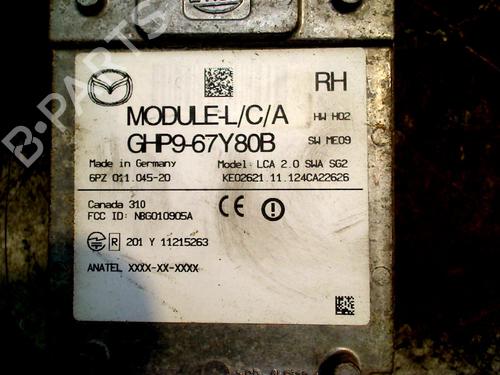 B-PARTS
RH
MODULE-L/C/A
HW H02
GHP9-67Y80B
SW ME09
Made in Germany
Model: LCA 2.0 SWA SG2
6PZ 011.045-20
KE02621.11.124CA22626
Canada 310
FCC ID: NBG010905A
CE
R 201 Y 11215263
ANATEL XXXX-XX-XXXX